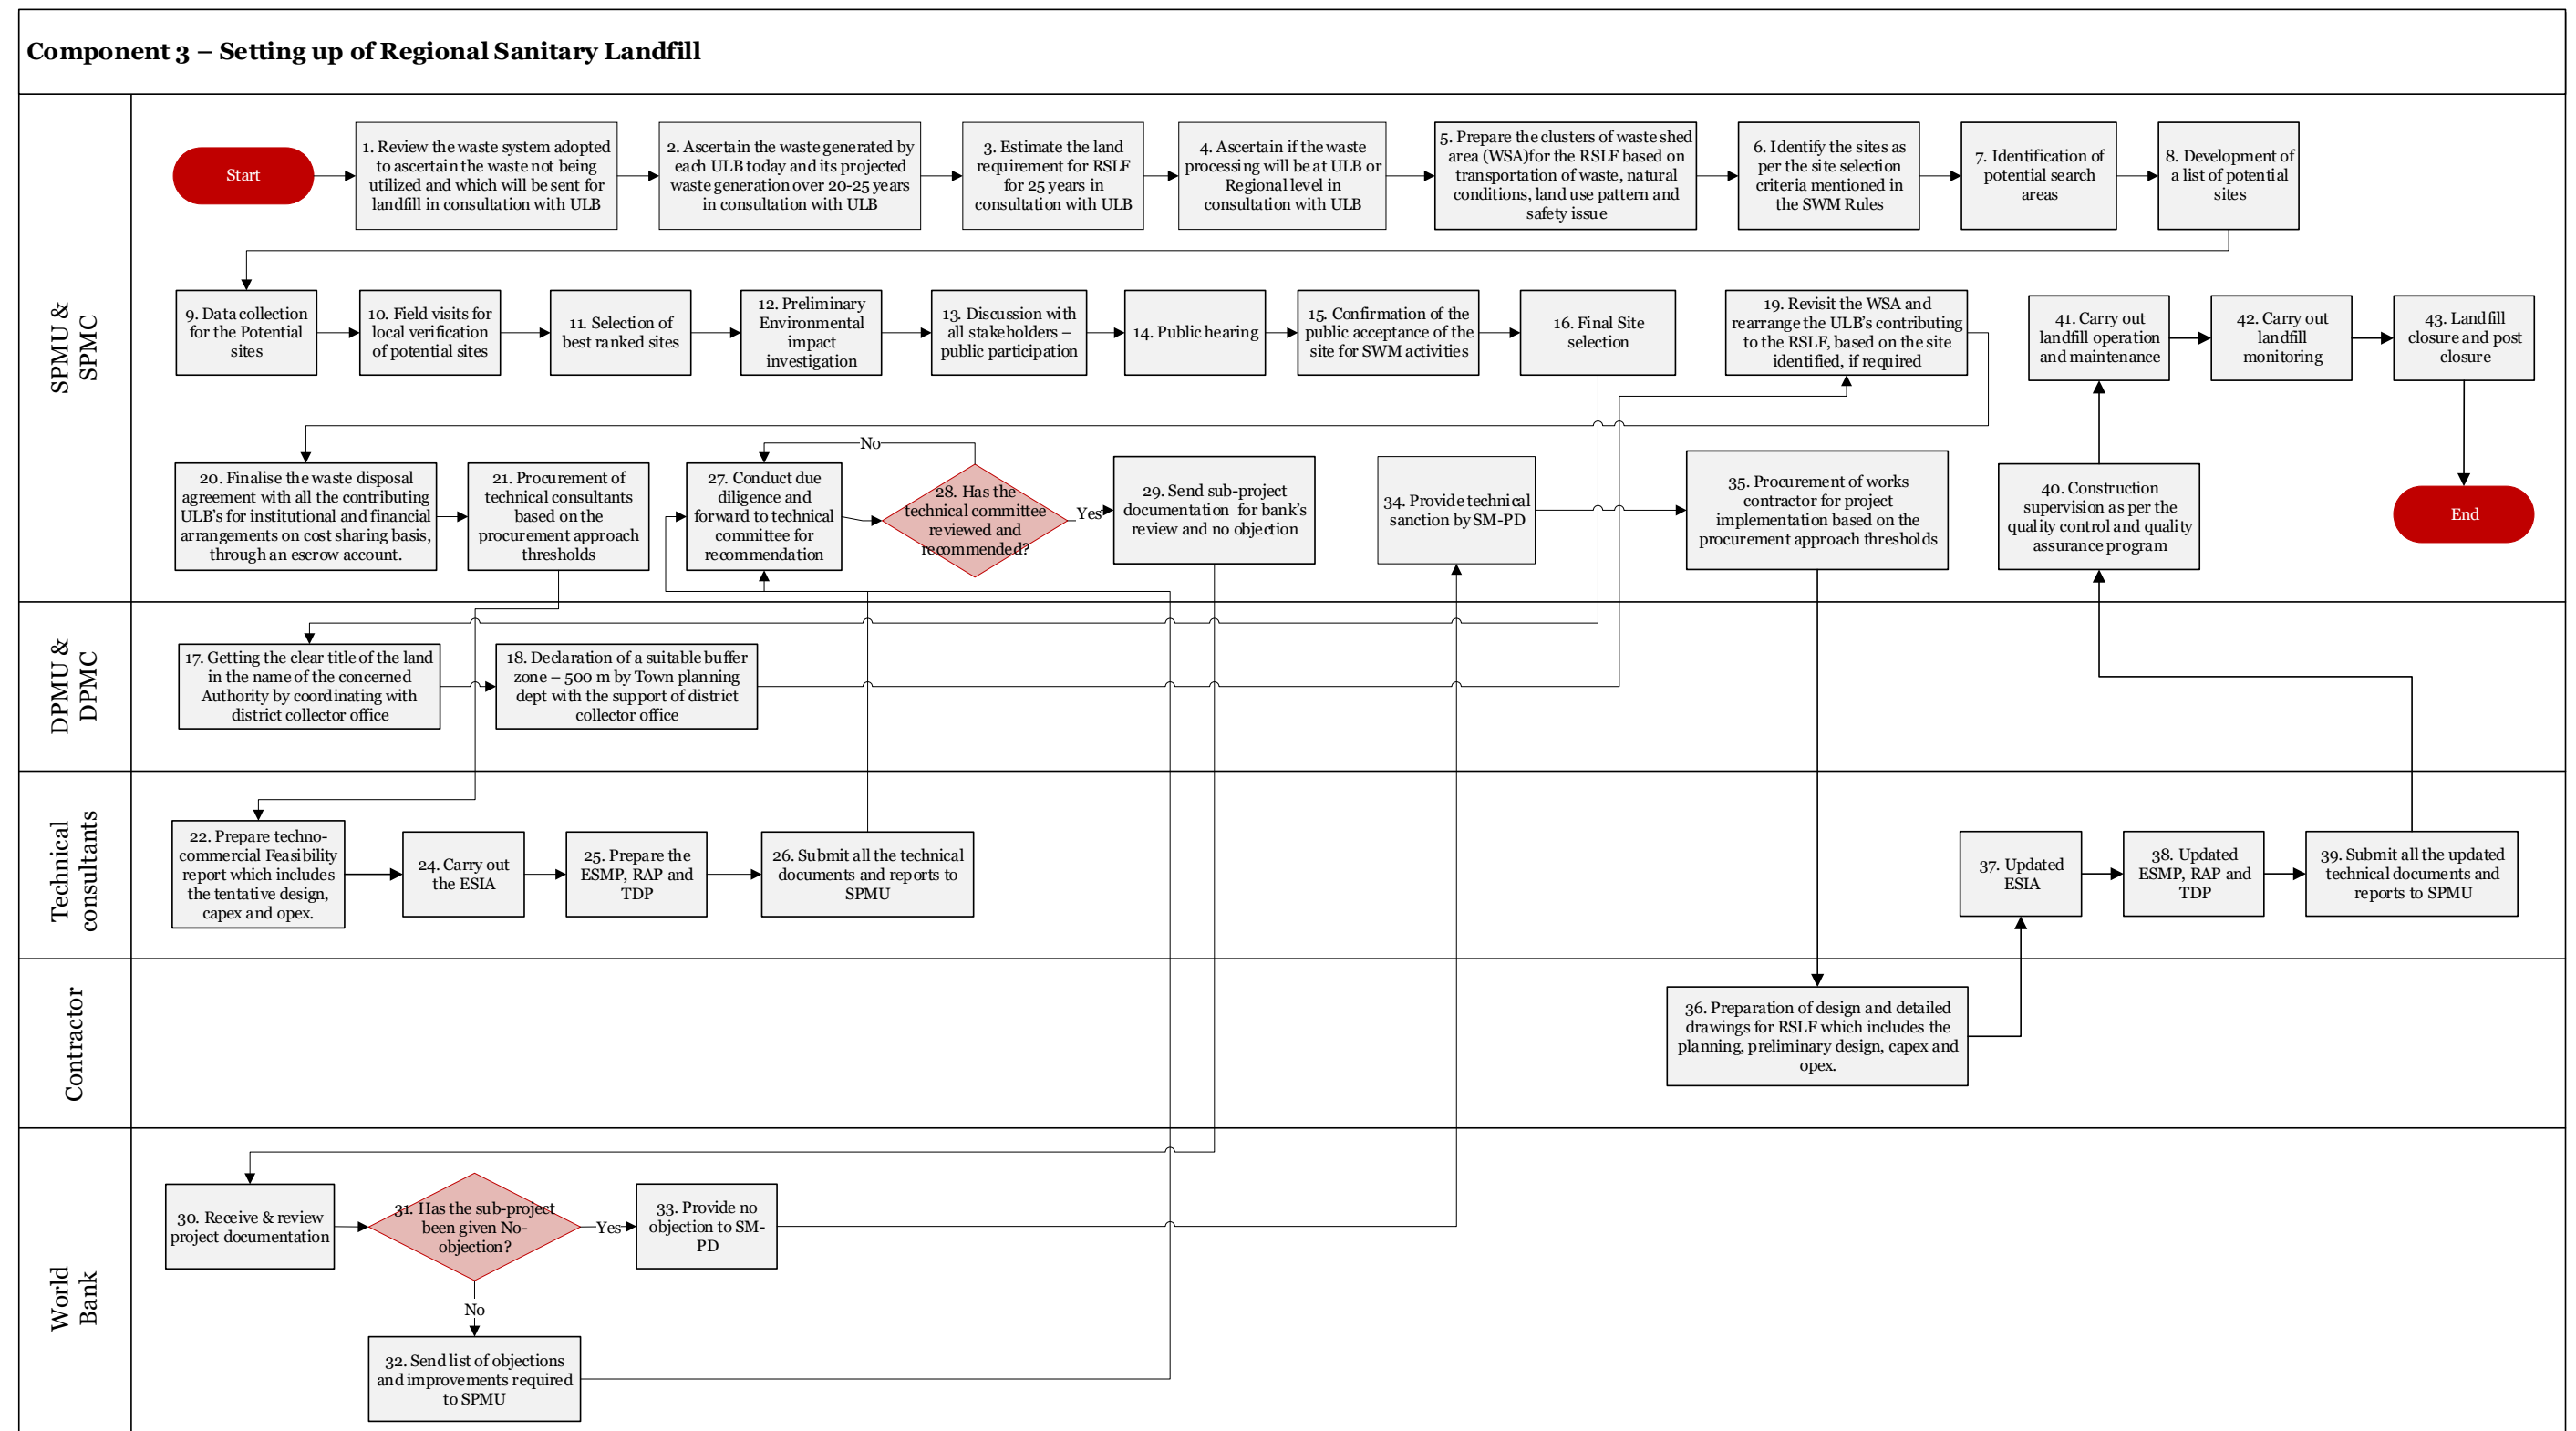 Component 3 – Setting up of Regional Sanitary Landfill
SPMU &
SPMC
Start
1. Review the waste system adopted
to ascertain the waste not being
utilized and which will be sent for
landfill in consultation with ULB
2. Ascertain the waste generated by
each ULB today and its projected
waste generation over 20-25 years
in consultation with ULB
3. Estimate the land
requirement for RSLF
for 25 years in
consultation with ULB
4. Ascertain if the waste
processing will be at ULB or
Regional level in
consultation with ULB
5. Prepare the clusters of waste shed
area (WSA)for the RSLF based on
transportation of waste, natural
conditions, land use pattern and
safety issue
6. Identify the sites as
per the site selection
criteria mentioned in
the SWM Rules
7. Identification of
potential search
areas
8. Development of
a list of potential
sites
9. Data collection
for the Potential
sites
10. Field visits for
local verification
of potential sites
11. Selection of
best ranked sites
12. Preliminary
Environmental
impact
investigation
13. Discussion with
all stakeholders –
public participation
14. Public hearing
15. Confirmation of the
public acceptance of the
site for SWM activities
16. Final Site
selection
19. Revisit the WSA and
rearrange the ULB's contributing
to the RSLF, based on the site
identified, if required
41. Carry out
landfill operation
and maintenance
42. Carry out
landfill
monitoring
43. Landfill
closure and post
closure
20. Finalise the waste disposal
agreement with all the contributing
ULB's for institutional and financial
arrangements on cost sharing basis,
through an escrow account.
21. Procurement of
technical consultants
based on the
procurement approach
thresholds
27. Conduct due
diligence and
forward to technical
committee for
recommendation
No
28. Has the
technical committee
reviewed and
recommended?
Yes
29. Send sub-project
documentation for bank's
review and no objection
34. Provide technical
sanction by SM-PD
35. Procurement of works
contractor for project
implementation based on the
procurement approach thresholds
40. Construction
supervision as per the
quality control and quality
assurance program
End
DPMU &
DPMC
17. Getting the clear title of the land
in the name of the concerned
Authority by coordinating with
district collector office
18. Declaration of a suitable buffer
zone – 500 m by Town planning
dept with the support of district
collector office
Technical
consultants
22. Prepare techno-
commercial Feasibility
report which includes
the tentative design,
capex and opex.
24. Carry out
the ESIA
25. Prepare the
ESMP, RAP and
TDP
26. Submit all the technical
documents and reports to
SPMU
37. Updated
ESIA
38. Updated
ESMP, RAP and
TDP
39. Submit all the updated
technical documents and
reports to SPMU
Contractor
36. Preparation of design and detailed
drawings for RSLF which includes the
planning, preliminary design, capex and
opex.
World
Bank
30. Receive & review
project documentation
31. Has the sub-project
been given No-
objection?
Yes
33. Provide no
objection to SM-
PD
No
32. Send list of objections
and improvements required
to SPMU